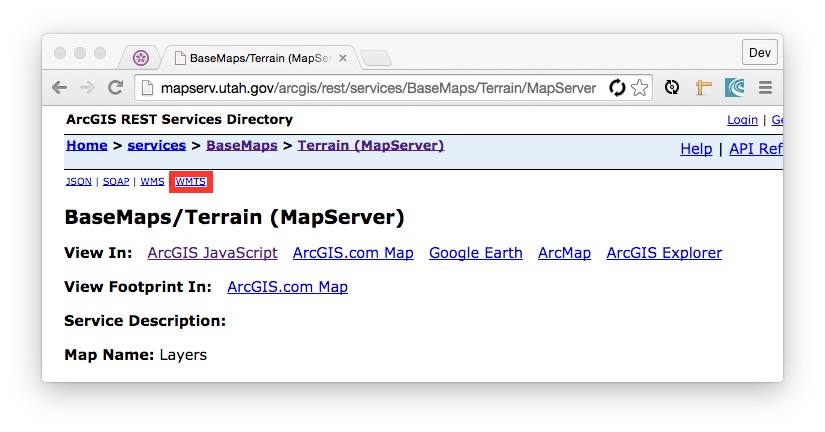 Dev
BaseMaps/Terrain (MapSer
mapserv.utah.gov/arcgis/rest/services/BaseMaps/Terrain/MapServer
ArcGIS REST Services Directory Login | Ge
Home > services > BaseMaps > Terrain (MapServer) Help | API Ref
JSON | SOAP | WMS WMTS
BaseMaps/Terrain (MapServer)
View In: ArcGIS JavaScript ArcGIS.com Map Google Earth ArcMap ArcGIS Explorer
View Footprint In: ArcGIS.com Map
Service Description:
Map Name: Layers